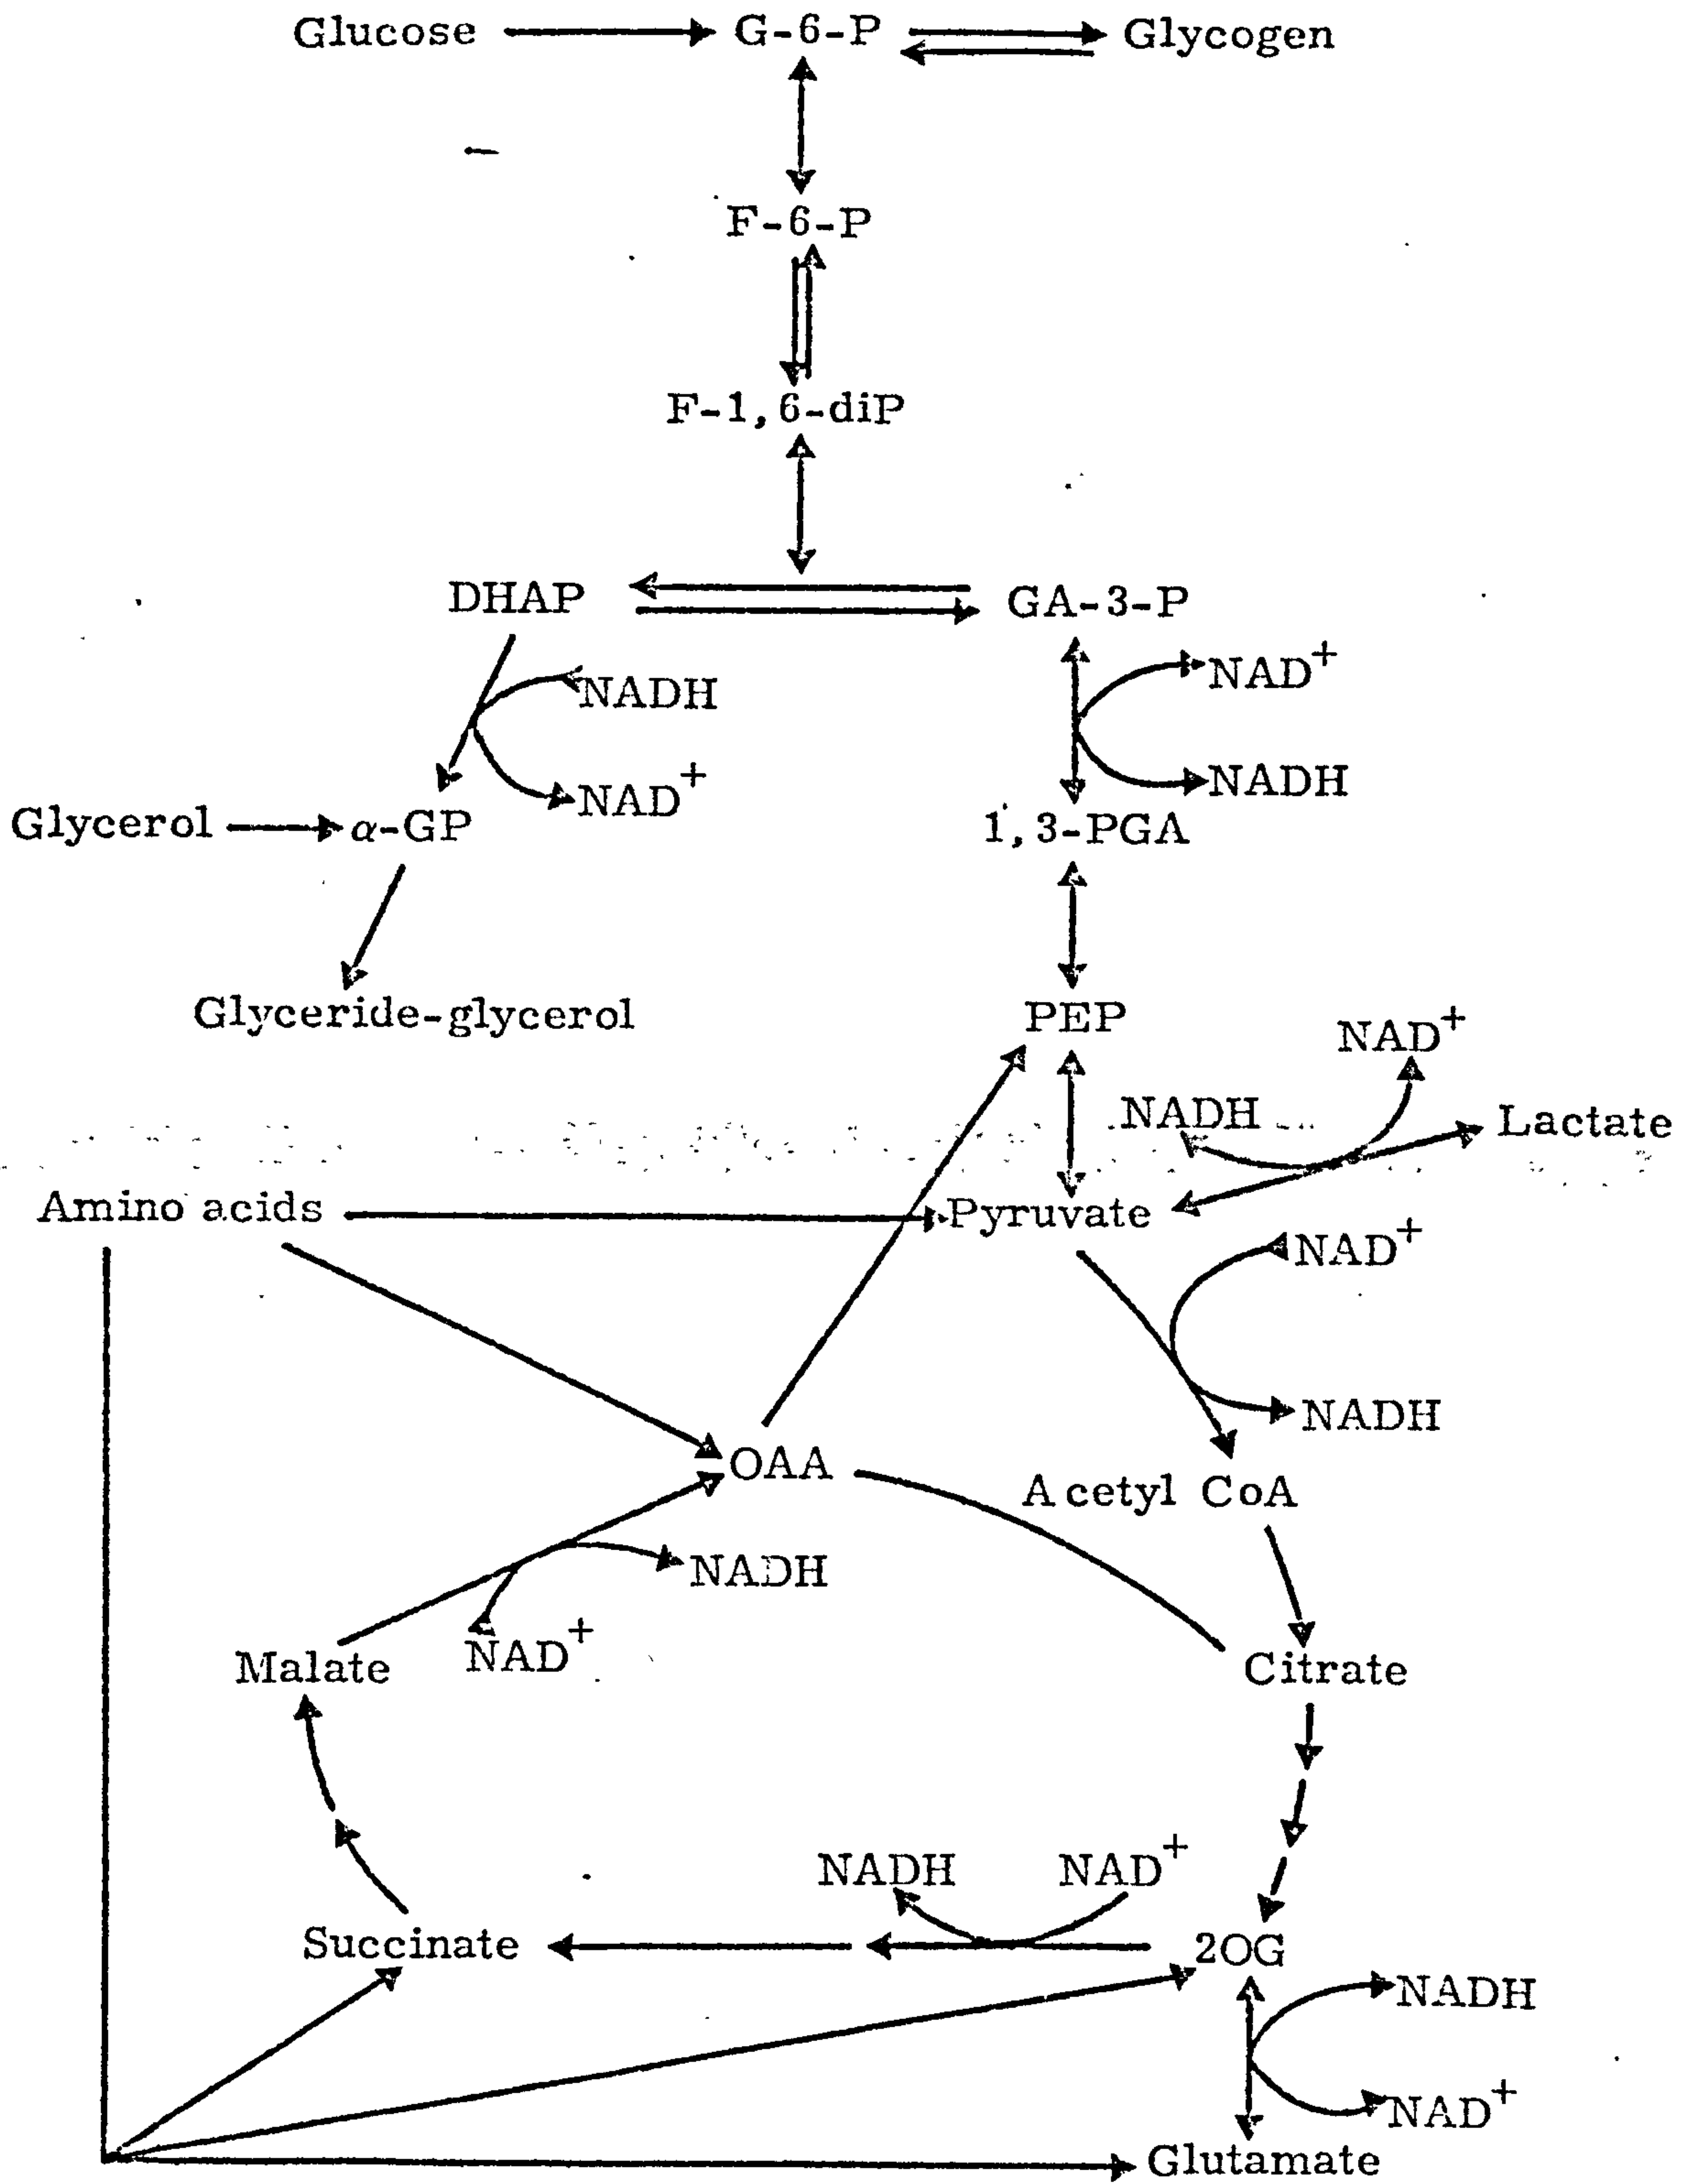 Glucose G-6-P Glycogen
F-6-P
F-1,6-diP
DHAP GA-3-P
NAD+
NADH
NADH
NAD+
Glycerol α-GP 1,3-PGA
Glyceride-glycerol PEP
NAD+
NADH Lactate
Amino acids Pyruvate
NAD+
NADH
OAA Acetyl CoA
NADH
NAD+
Malate Citrate
NADH NAD+
Succinate 2OG
NADH
NAD+
Glutamate